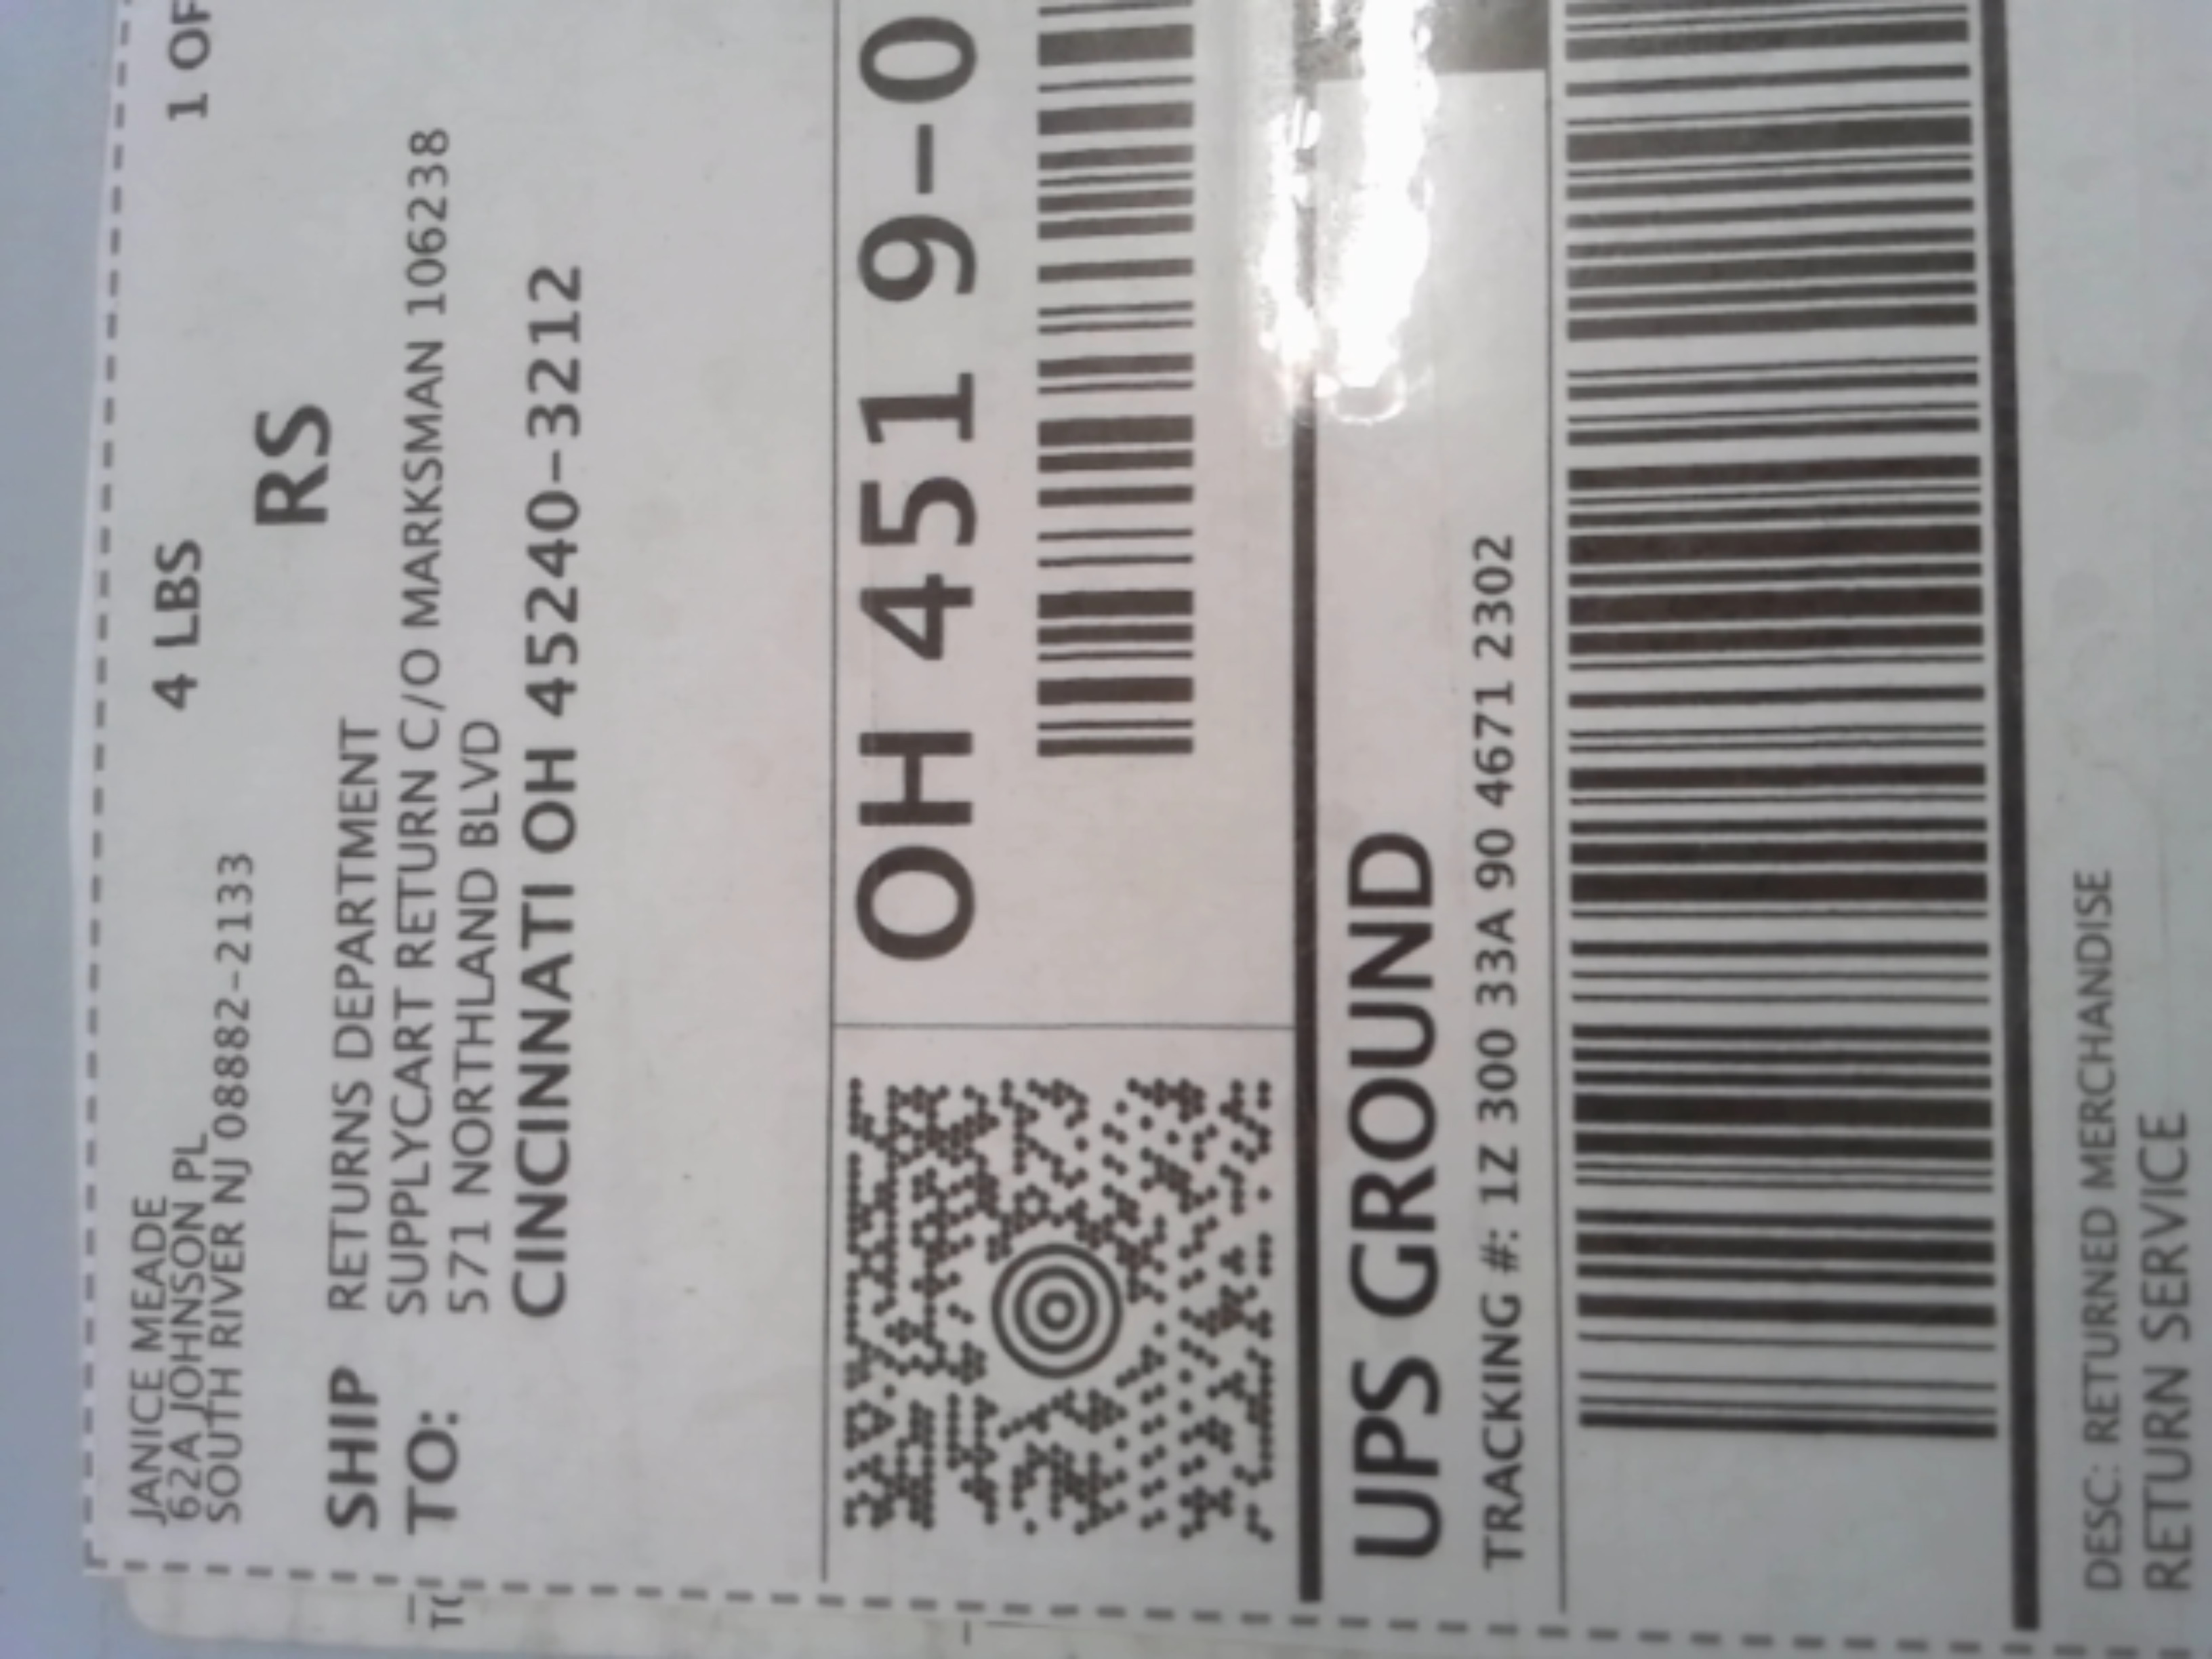 JANICE MEADE
62A JOHNSON PL
SOUTH RIVER NJ 08882-2133
4 LBS
1 OF
RS
SHIP TO:
RETURNS DEPARTMENT
SUPPLYCART RETURN C/O MARKSMAN 106238
571 NORTHLAND BLVD
CINCINNATI OH 45240-3212
OH 451 9-0
UPS GROUND
TRACKING #: 1Z 300 33A 90 4671 2302
DESC: RETURNED MERCHANDISE
RETURN SERVICE